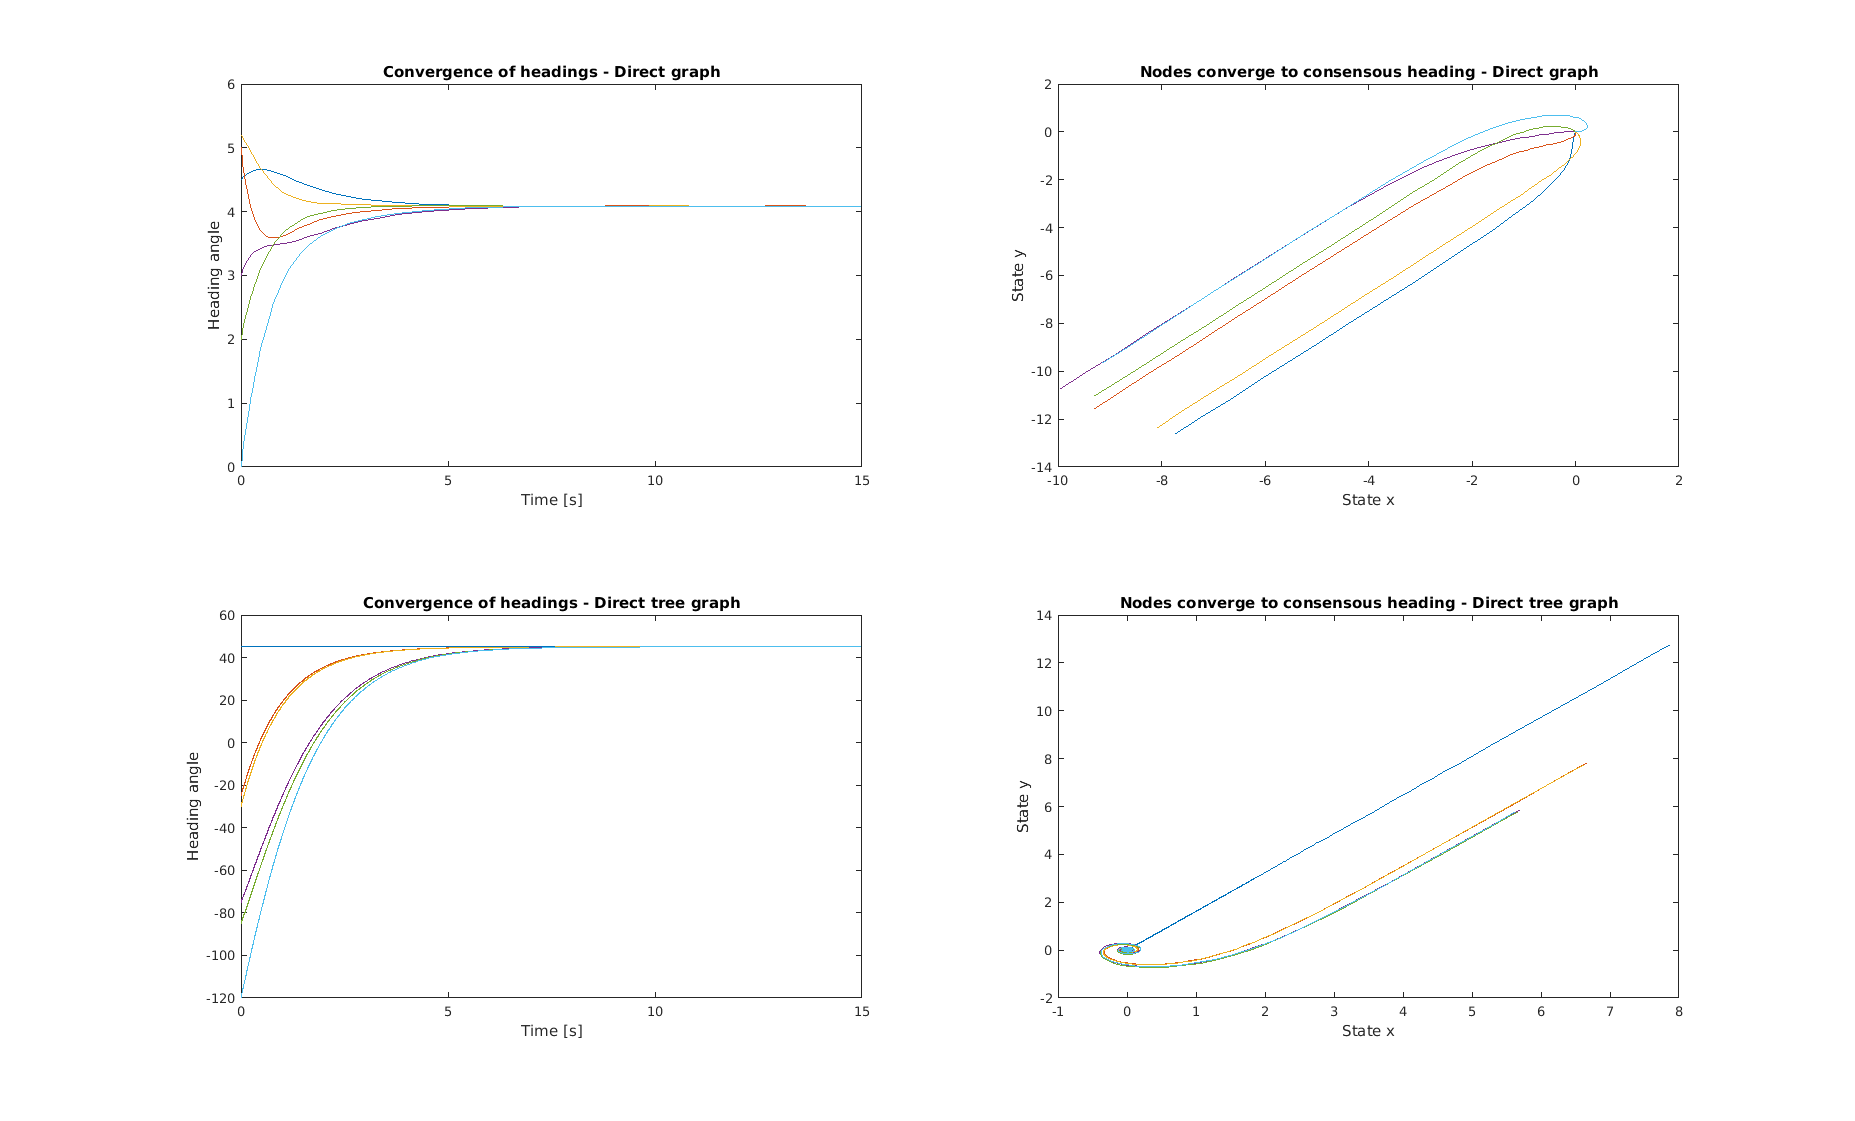 Convergence of headings - Direct graph
6
5
4
3
2
1
0
Heading angle
0 5 10 15
Time [s]
Nodes converge to consensous heading - Direct graph
2
0
-2
-4
-6
-8
-10
-12
-14
State y
-10 -8 -6 -4 -2 0 2
State x
Convergence of headings - Direct tree graph
60
40
20
0
-20
-40
-60
-80
-100
-120
Heading angle
0 5 10 15
Time [s]
Nodes converge to consensous heading - Direct tree graph
14
12
10
8
6
4
2
0
-2
State y
-1 0 1 2 3 4 5 6 7 8
State x